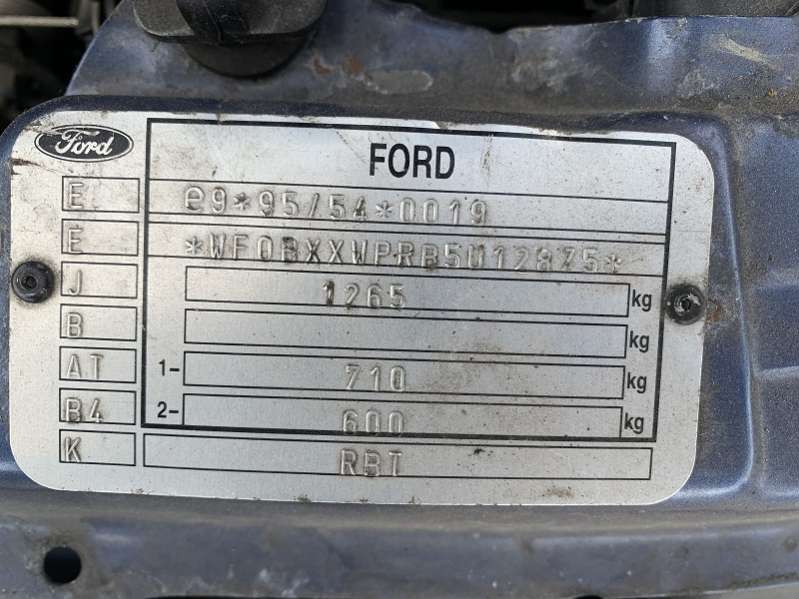 Ford
FORD
E e9*95/54*0019
E *WF0BXXWPRB5U12875*
J 1265 kg
B kg
AT 1- 710 kg
B4 2- 600 kg
K RBT